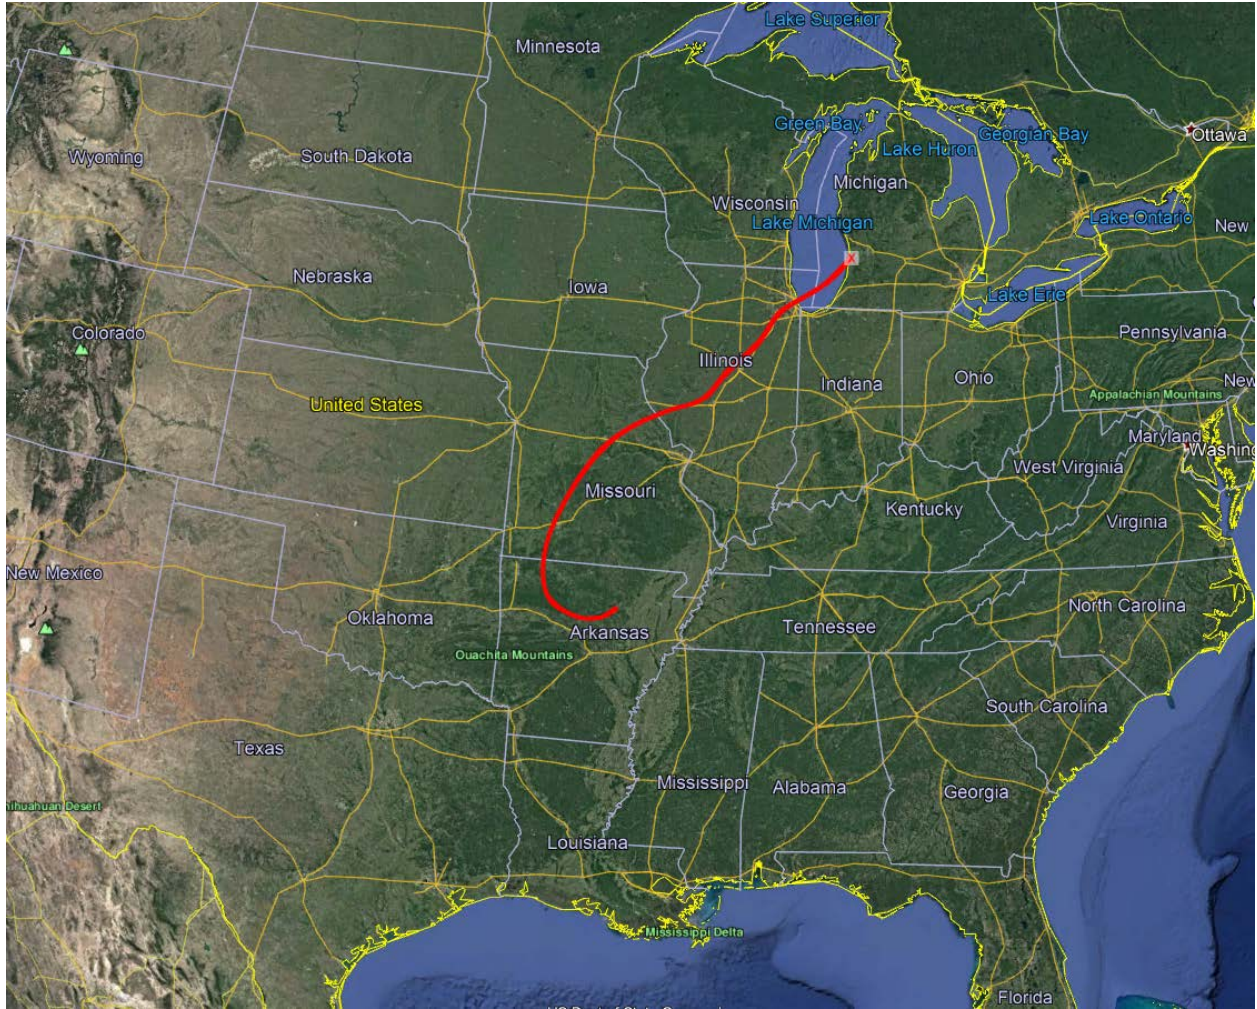 Lake Superior
Minnesota
Green Bay
Georgian Bay
Ottawa
Lake Huron
Wyoming
South Dakota
Michigan
Wisconsin
Lake Michigan
Lake Ontario
New
X
Nebraska
Iowa
Lake Erie
Colorado
Pennsylvania
Illinois
Indiana
Ohio
New
Appalachian Mountains
United States
Maryland
Washing
West Virginia
Missouri
Kentucky
Virginia
New Mexico
North Carolina
Oklahoma
Arkansas
Tennessee
Ouachita Mountains
South Carolina
Texas
Mississippi
Alabama
Georgia
hihuahuan Desert
Louisiana
Mississippi Delta
Florida